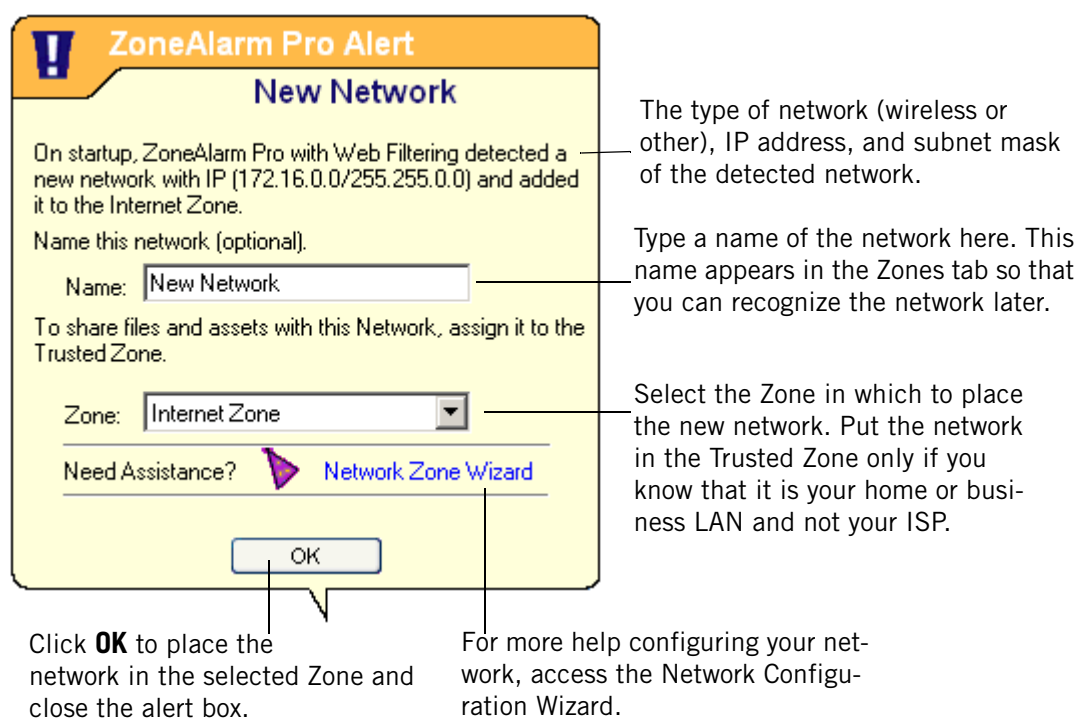 ZoneAlarm Pro Alert
New Network
On startup, ZoneAlarm Pro with Web Filtering detected a
new network with IP (172.16.0.0/255.255.0.0) and added
it to the Internet Zone.
Name this network (optional).
Name: New Network
To share files and assets with this Network, assign it to the
Trusted Zone.
Zone: Internet Zone
Need Assistance? Network Zone Wizard
OK
The type of network (wireless or
other), IP address, and subnet mask
of the detected network.
Type a name of the network here. This
name appears in the Zones tab so that
you can recognize the network later.
Select the Zone in which to place
the new network. Put the network
in the Trusted Zone only if you
know that it is your home or busi-
ness LAN and not your ISP.
Click OK to place the
network in the selected Zone and
close the alert box.
For more help configuring your net-
work, access the Network Configu-
ration Wizard.